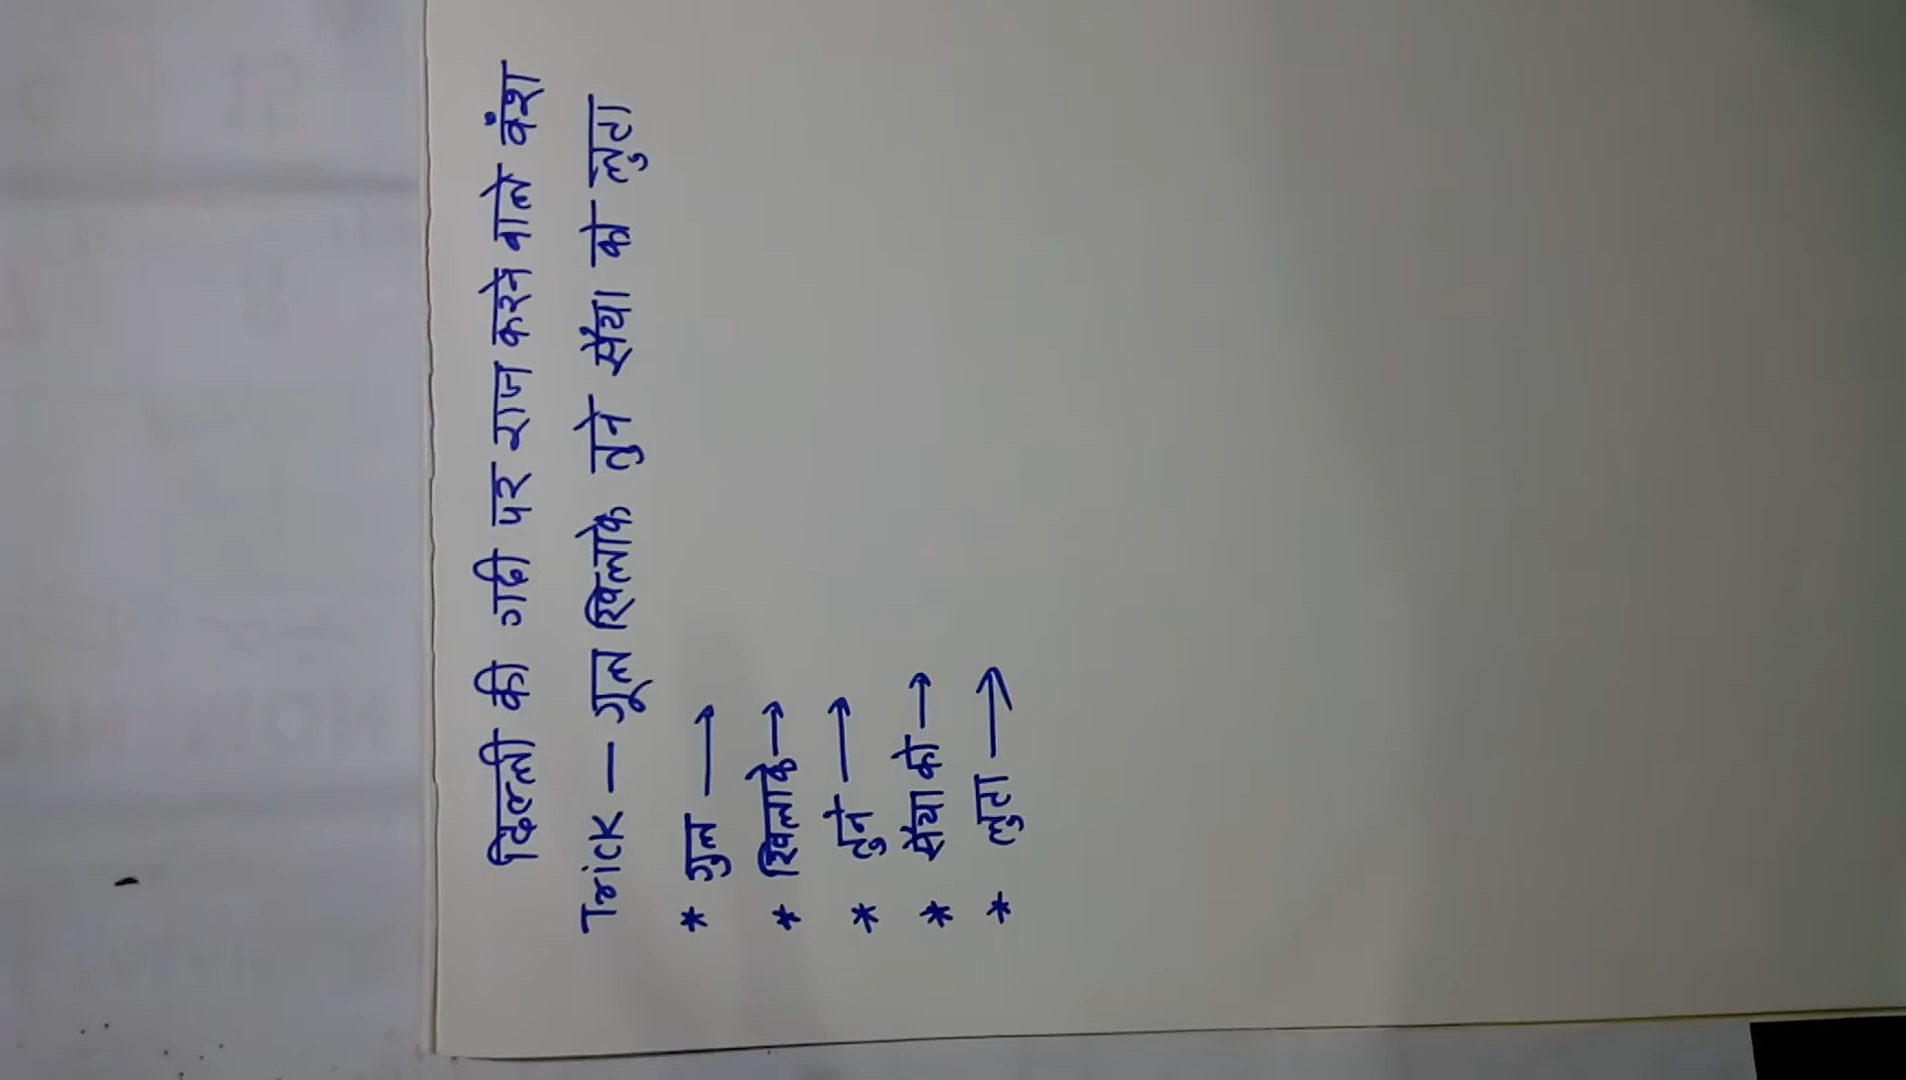 दिल्ली की गद्दी पर राज करने वाले वंश
Trick — गूल खिलाके तुने सैंया को लुटा
* गुल →
* खिलाके →
* तुने →
* सैंया को →
* लुटा →